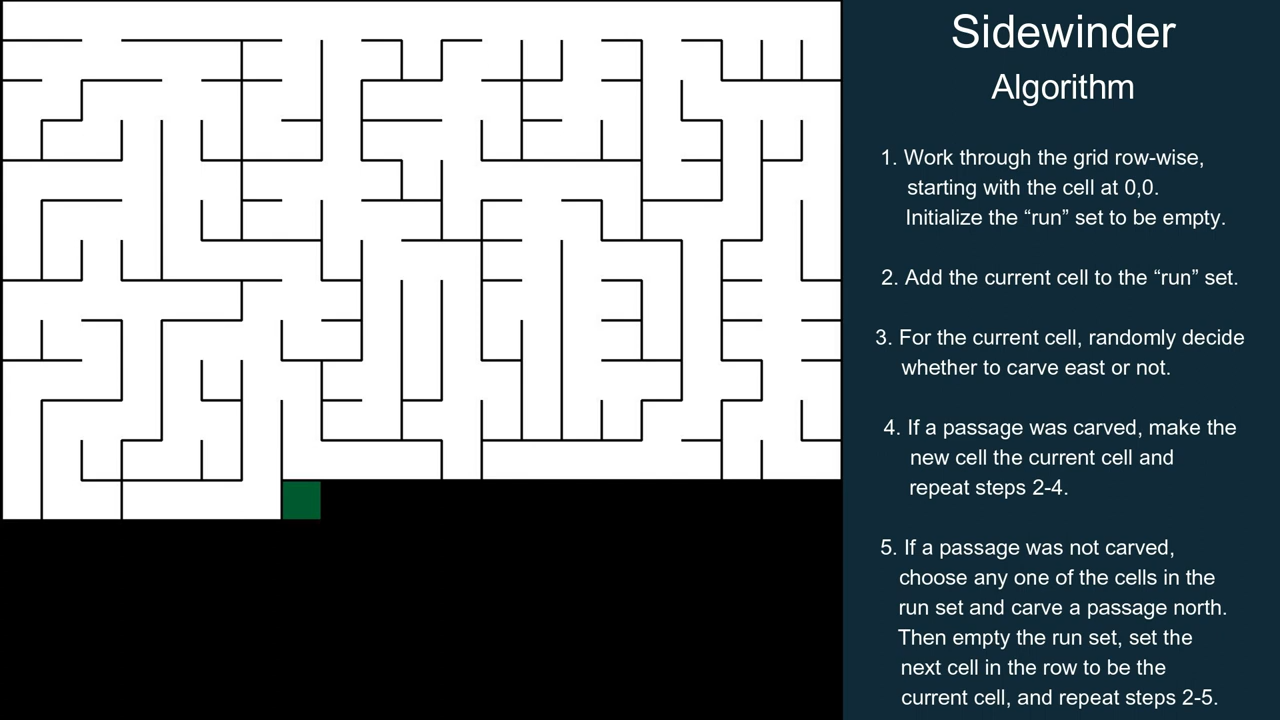 Sidewinder
Algorithm
1. Work through the grid row-wise,
starting with the cell at 0,0.
Initialize the “run” set to be empty.
2. Add the current cell to the “run” set.
3. For the current cell, randomly decide
whether to carve east or not.
4. If a passage was carved, make the
new cell the current cell and
repeat steps 2-4.
5. If a passage was not carved,
choose any one of the cells in the
run set and carve a passage north.
Then empty the run set, set the
next cell in the row to be the
current cell, and repeat steps 2-5.